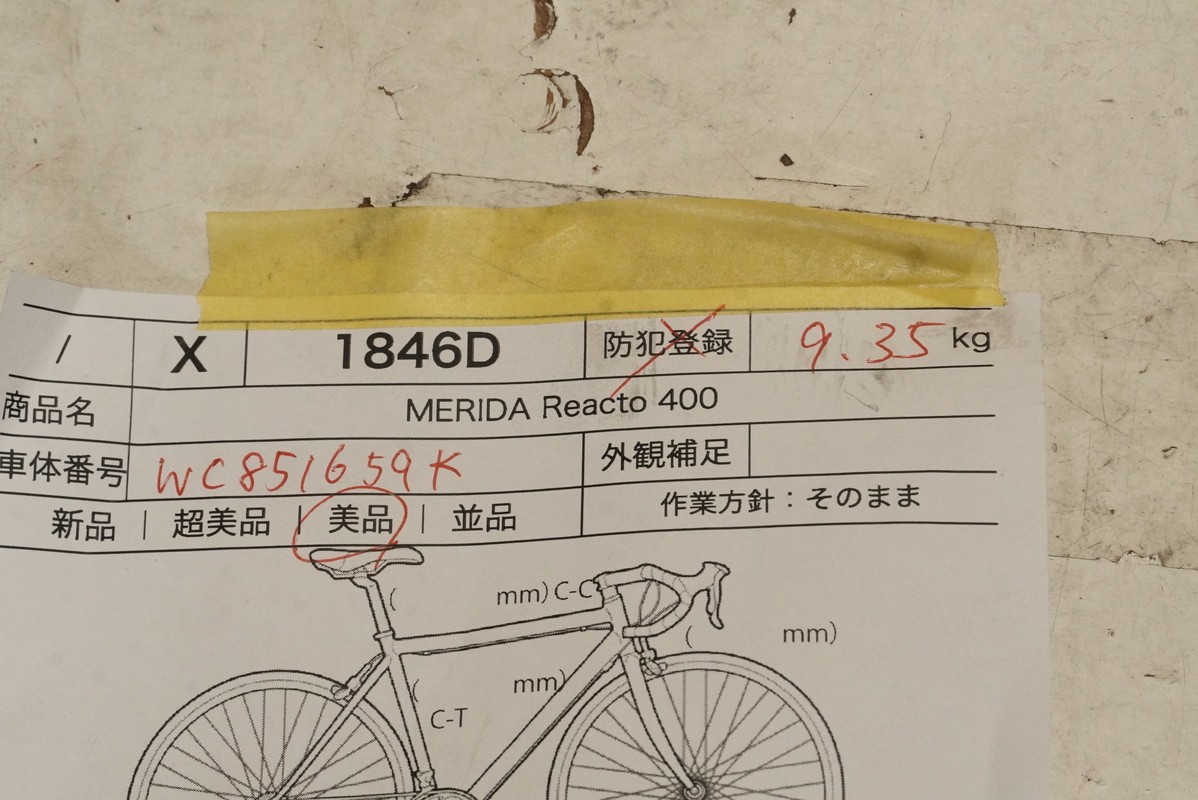 / X 1846D 防犯登録 9.35 kg
商品名 MERIDA Reacto 400
車体番号 WC851659K 外観補足
新品 | 超美品 | 美品 | 並品 作業方針：そのまま
( mm) C-C
( mm)
( mm)
C-T